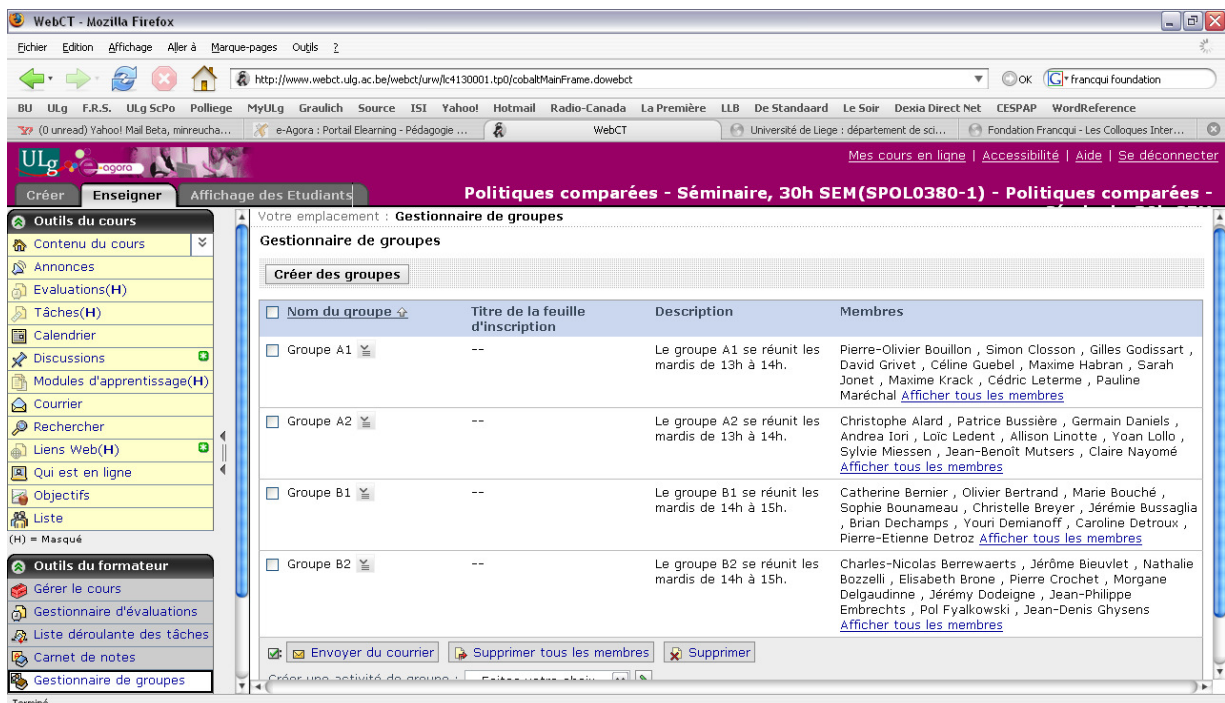 WebCT - Mozilla Firefox
Fichier Edition Affichage Aller à Marque-pages Outils ?
http://www.webct.ulg.ac.be/webct/urw/lc4130001.tp0/cobaltMainFrame.dowebct OK francqui foundation
BU ULg F.R.S. ULg ScPo Polliege MyULg Graulich Source ISI Yahoo! Hotmail Radio-Canada La Première LLB De Standaard Le Soir Dexia Direct Net CESPAP WordReference
(0 unread) Yahoo! Mail Beta, minreucha... e-Agora : Portail Elearning - Pédagogie ... WebCT Université de Liege : département de sci... Fondation Francqui - Les Colloques Inter...
ULg e-agora Mes cours en ligne | Accessibilité | Aide | Se déconnecter
Créer Enseigner Affichage des Etudiants Politiques comparées - Séminaire, 30h SEM(SPOL0380-1) - Politiques comparées -
Outils du cours
Contenu du cours
Annonces
Evaluations(H)
Tâches(H)
Calendrier
Discussions
Modules d'apprentissage(H)
Courrier
Rechercher
Liens Web(H)
Qui est en ligne
Objectifs
Liste
(H) = Masqué
Outils du formateur
Gérer le cours
Gestionnaire d'évaluations
Liste déroulante des tâches
Carnet de notes
Gestionnaire de groupes
Votre emplacement : Gestionnaire de groupes
Gestionnaire de groupes
Créer des groupes
Nom du groupe Titre de la feuille d'inscription Description Membres
Groupe A1 -- Le groupe A1 se réunit les mardis de 13h à 14h.
Pierre-Olivier Bouillon , Simon Closson , Gilles Godissart ,
David Grivet , Céline Guebel , Maxime Habran , Sarah
Jonet , Maxime Krack , Cédric Leterme , Pauline
Maréchal Afficher tous les membres
Groupe A2 -- Le groupe A2 se réunit les mardis de 13h à 14h.
Christophe Alard , Patrice Bussière , Germain Daniels ,
Andrea Iori , Loïc Ledent , Allison Linotte , Yoan Lollo ,
Sylvie Miessen , Jean-Benoît Mutsers , Claire Nayomé
Afficher tous les membres
Groupe B1 -- Le groupe B1 se réunit les mardis de 14h à 15h.
Catherine Bernier , Olivier Bertrand , Marie Bouché ,
Sophie Bounameau , Christelle Breyer , Jérémie Bussaglia
, Brian Dechamps , Youri Demianoff , Caroline Detroux ,
Pierre-Etienne Detroz Afficher tous les membres
Groupe B2 -- Le groupe B2 se réunit les mardis de 14h à 15h.
Charles-Nicolas Berrewaerts , Jérôme Bieuvlet , Nathalie
Bozzelli , Elisabeth Brone , Pierre Crochet , Morgane
Delgaudinne , Jérémy Dodeigne , Jean-Philippe
Embrechts , Pol Fyalkowski , Jean-Denis Ghysens
Afficher tous les membres
Envoyer du courrier Supprimer tous les membres Supprimer
Créer une activité de groupe : Faites votre choix